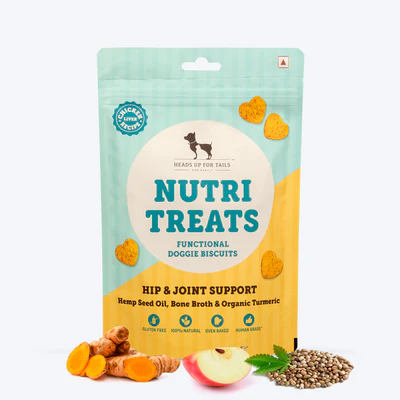 CHICKEN
LIVER
RECIPE
HEADS UP FOR TAILS
NUTRI
TREATS
FUNCTIONAL
DOGGIE BISCUITS
HIP & JOINT SUPPORT
Hemp Seed Oil, Bone Broth & Organic Turmeric
GLUTEN FREE
100% NATURAL
OVEN BAKED
HUMAN GRADE*